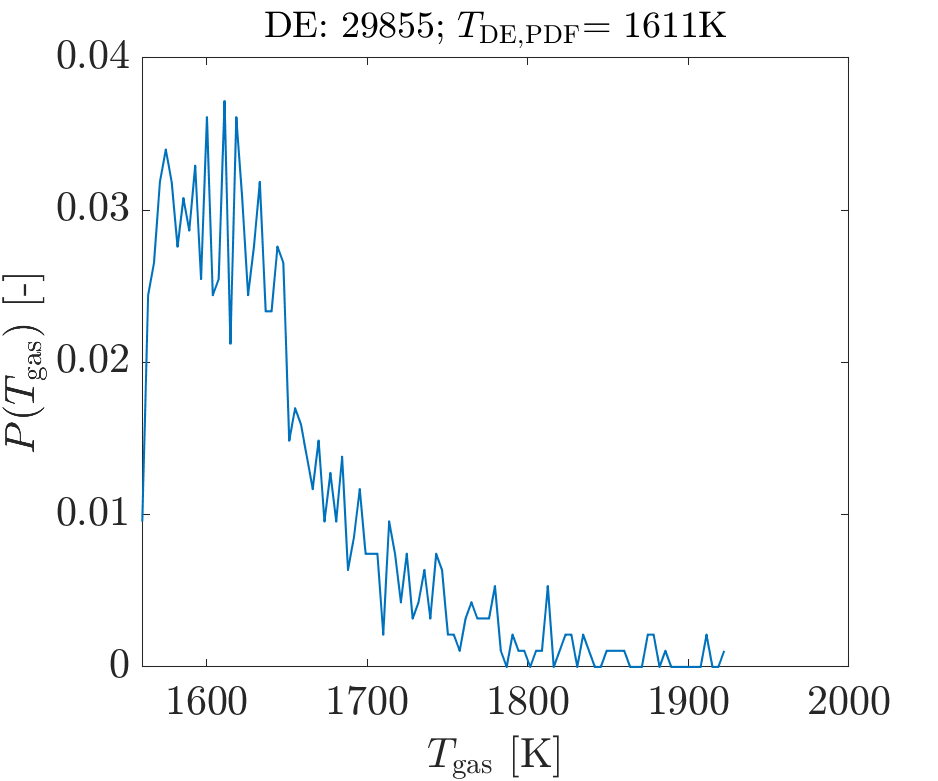 DE: 29855; T_DE,PDF= 1611K
0.04
0.03
0.02
0.01
0
P(T_gas) [-]
1600 1700 1800 1900 2000
T_gas [K]